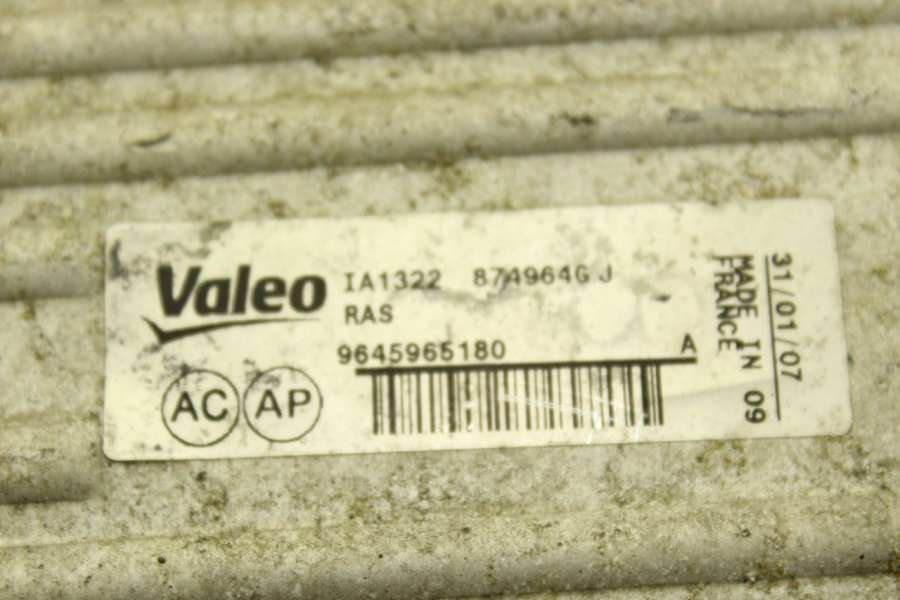 Valeo
IA1322 874964G J
RAS
9645965180 A
AC AP
31/01/07
MADE IN 09
FRANCE